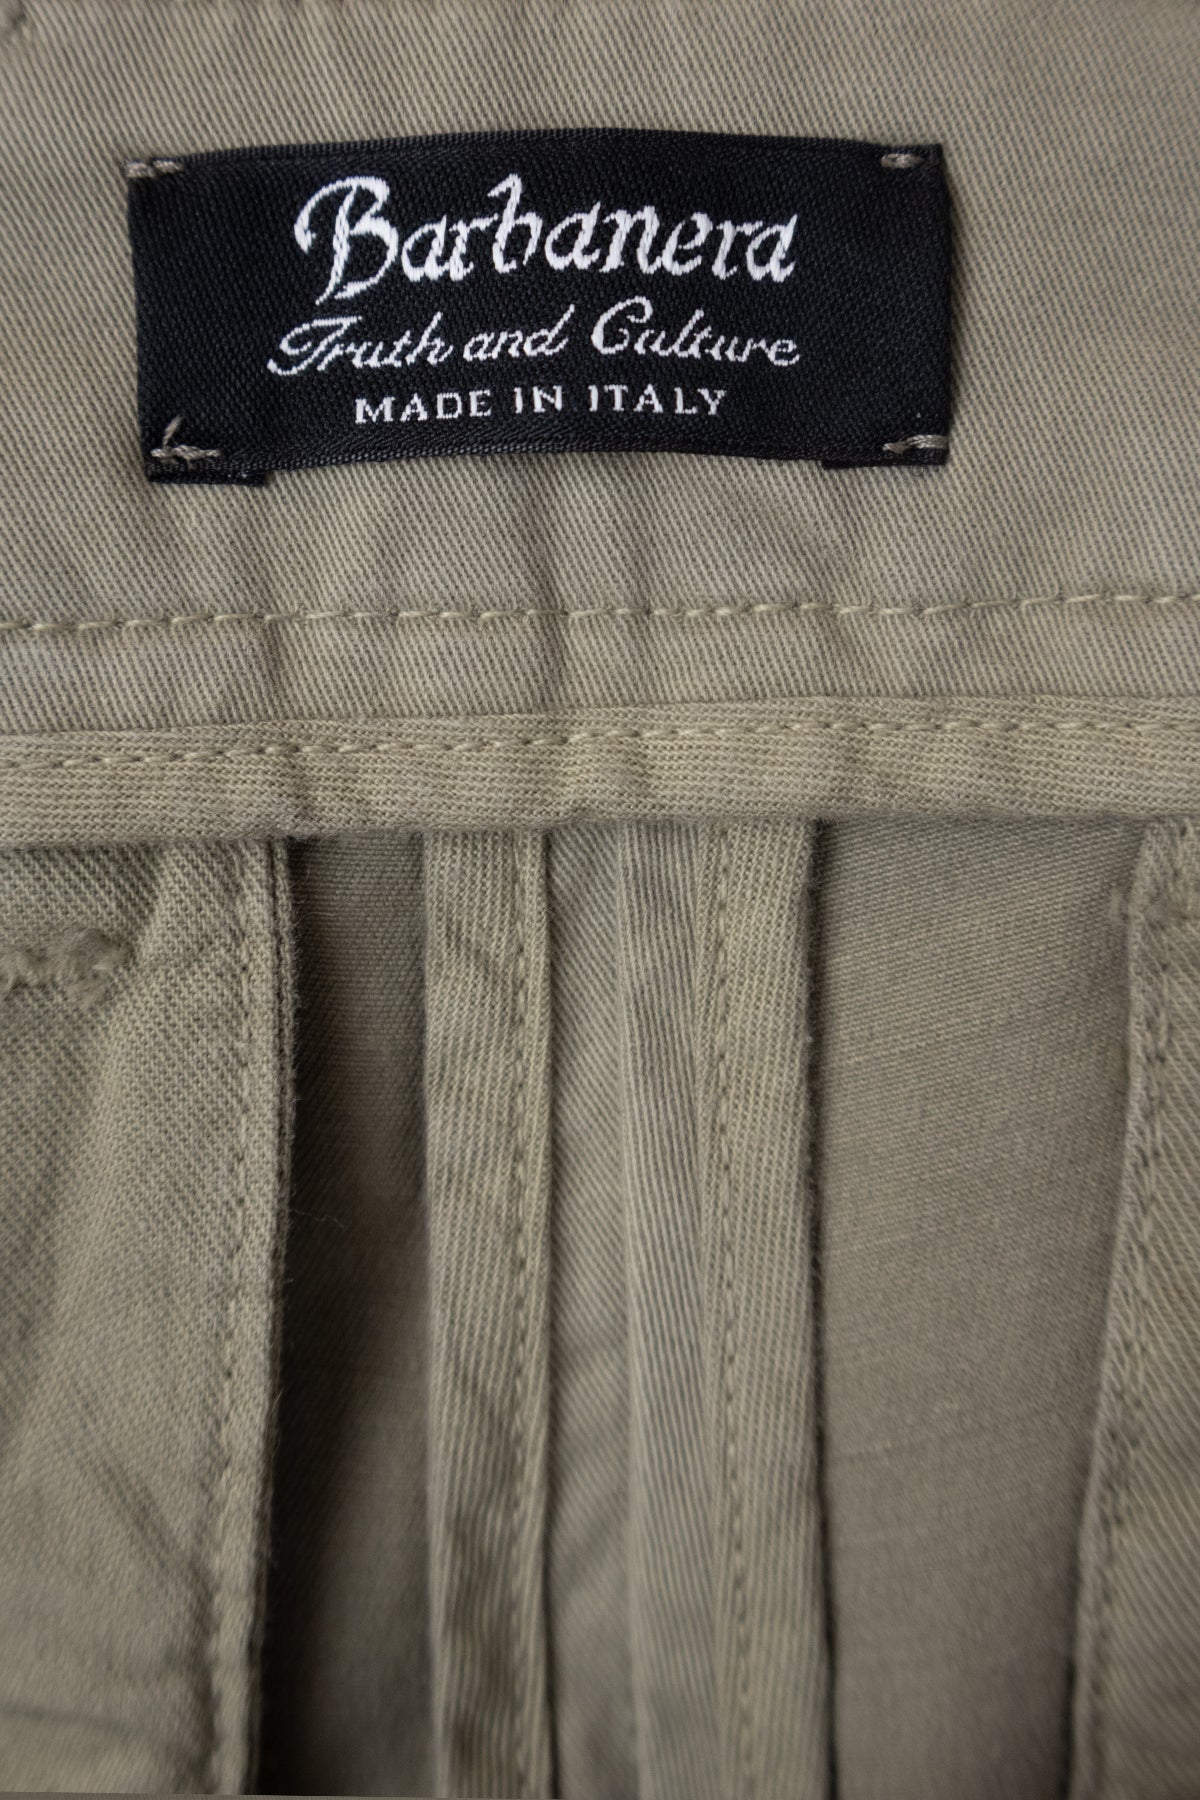 Barbanera
Truth and Culture
MADE IN ITALY